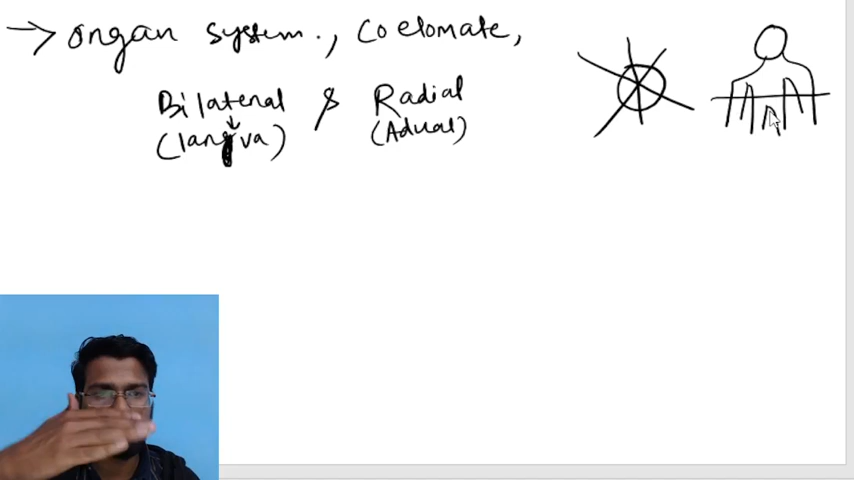 → organ system., Coelomate,
Bilateral & Radial
(larva) (Adual)